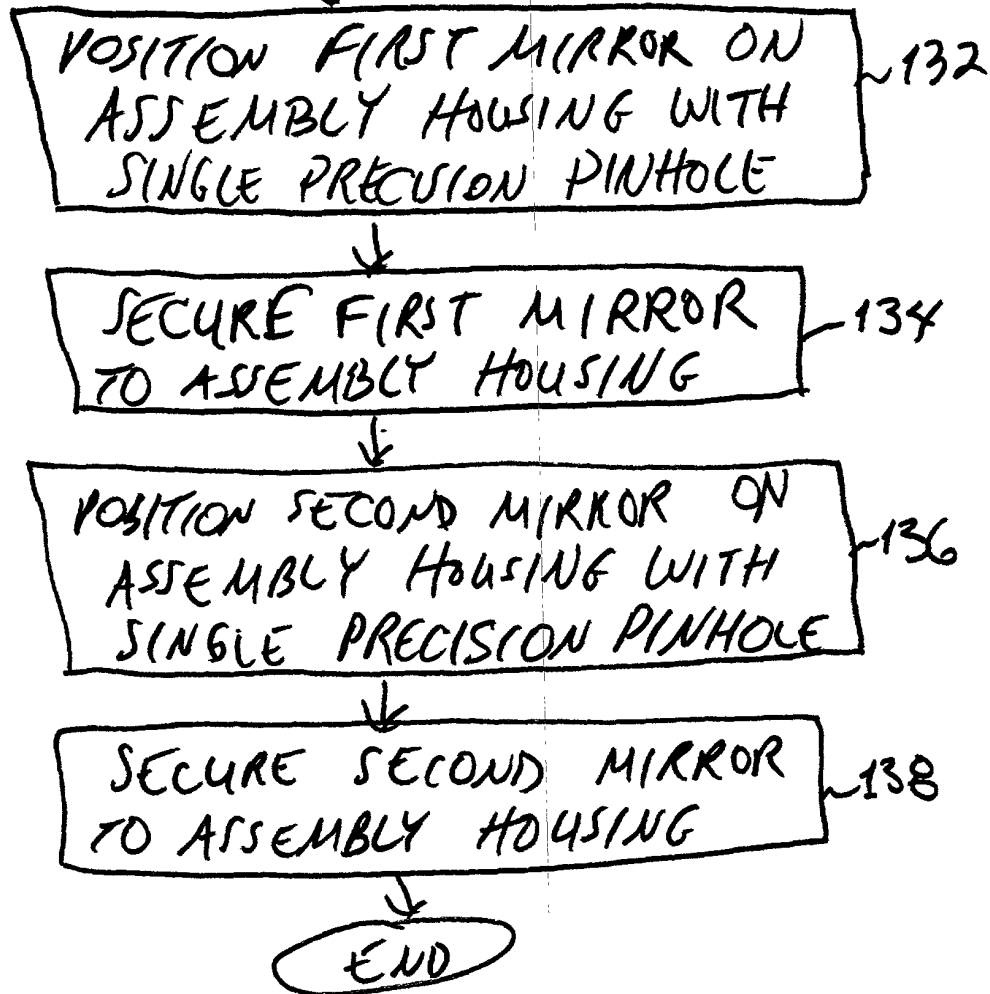 POSITION FIRST MIRROR ON
ASSEMBLY HOUSING WITH
SINGLE PRECISION PINHOLE
132
SECURE FIRST MIRROR
TO ASSEMBLY HOUSING
134
POSITION SECOND MIRROR ON
ASSEMBLY HOUSING WITH
SINGLE PRECISION PINHOLE
136
SECURE SECOND MIRROR
TO ASSEMBLY HOUSING
138
END